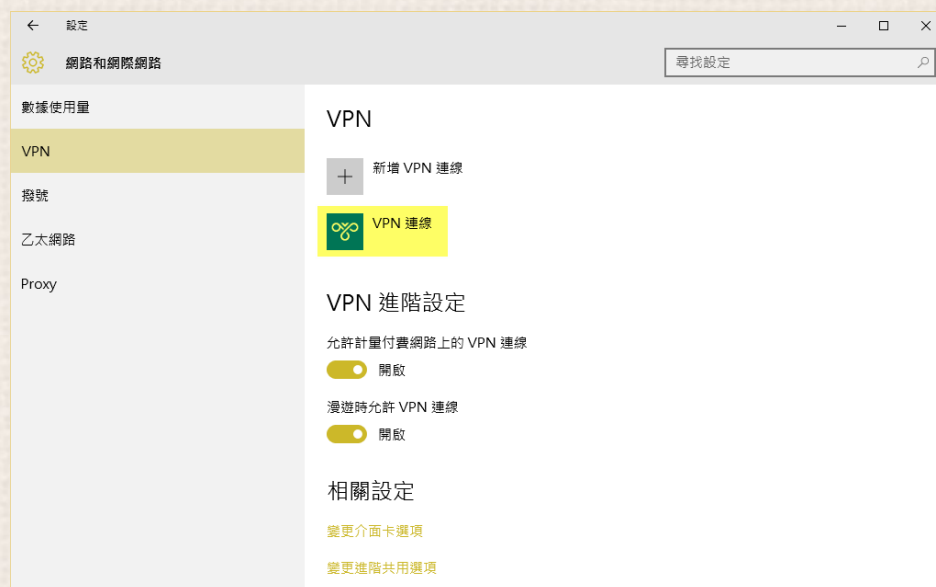 設定
網路和網際網路
尋找設定
數據使用量
VPN
撥號
乙太網路
Proxy
VPN
新增 VPN 連線
VPN 連線
VPN 進階設定
允許計量付費網路上的 VPN 連線
開啟
漫遊時允許 VPN 連線
開啟
相關設定
變更介面卡選項
變更進階共用選項